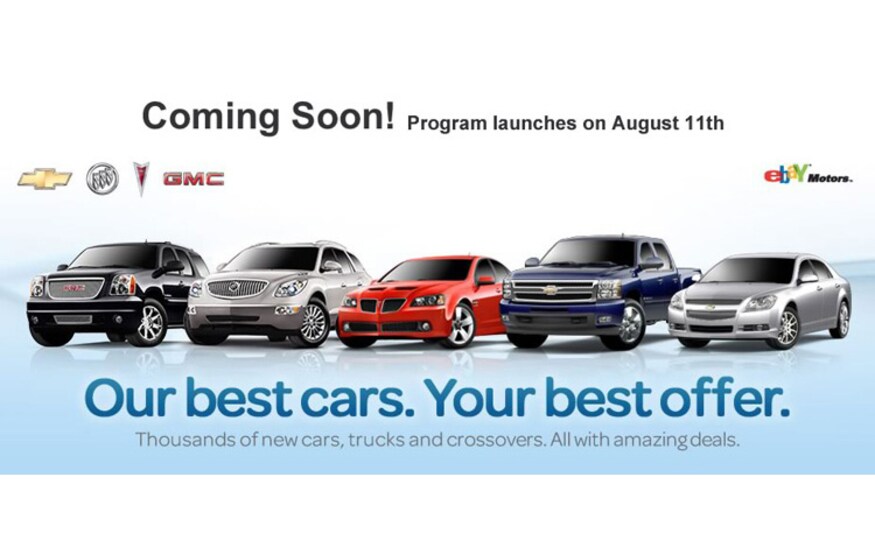 Coming Soon! Program launches on August 11th
GMC
ebaY Motors
Our best cars. Your best offer.
Thousands of new cars, trucks and crossovers. All with amazing deals.